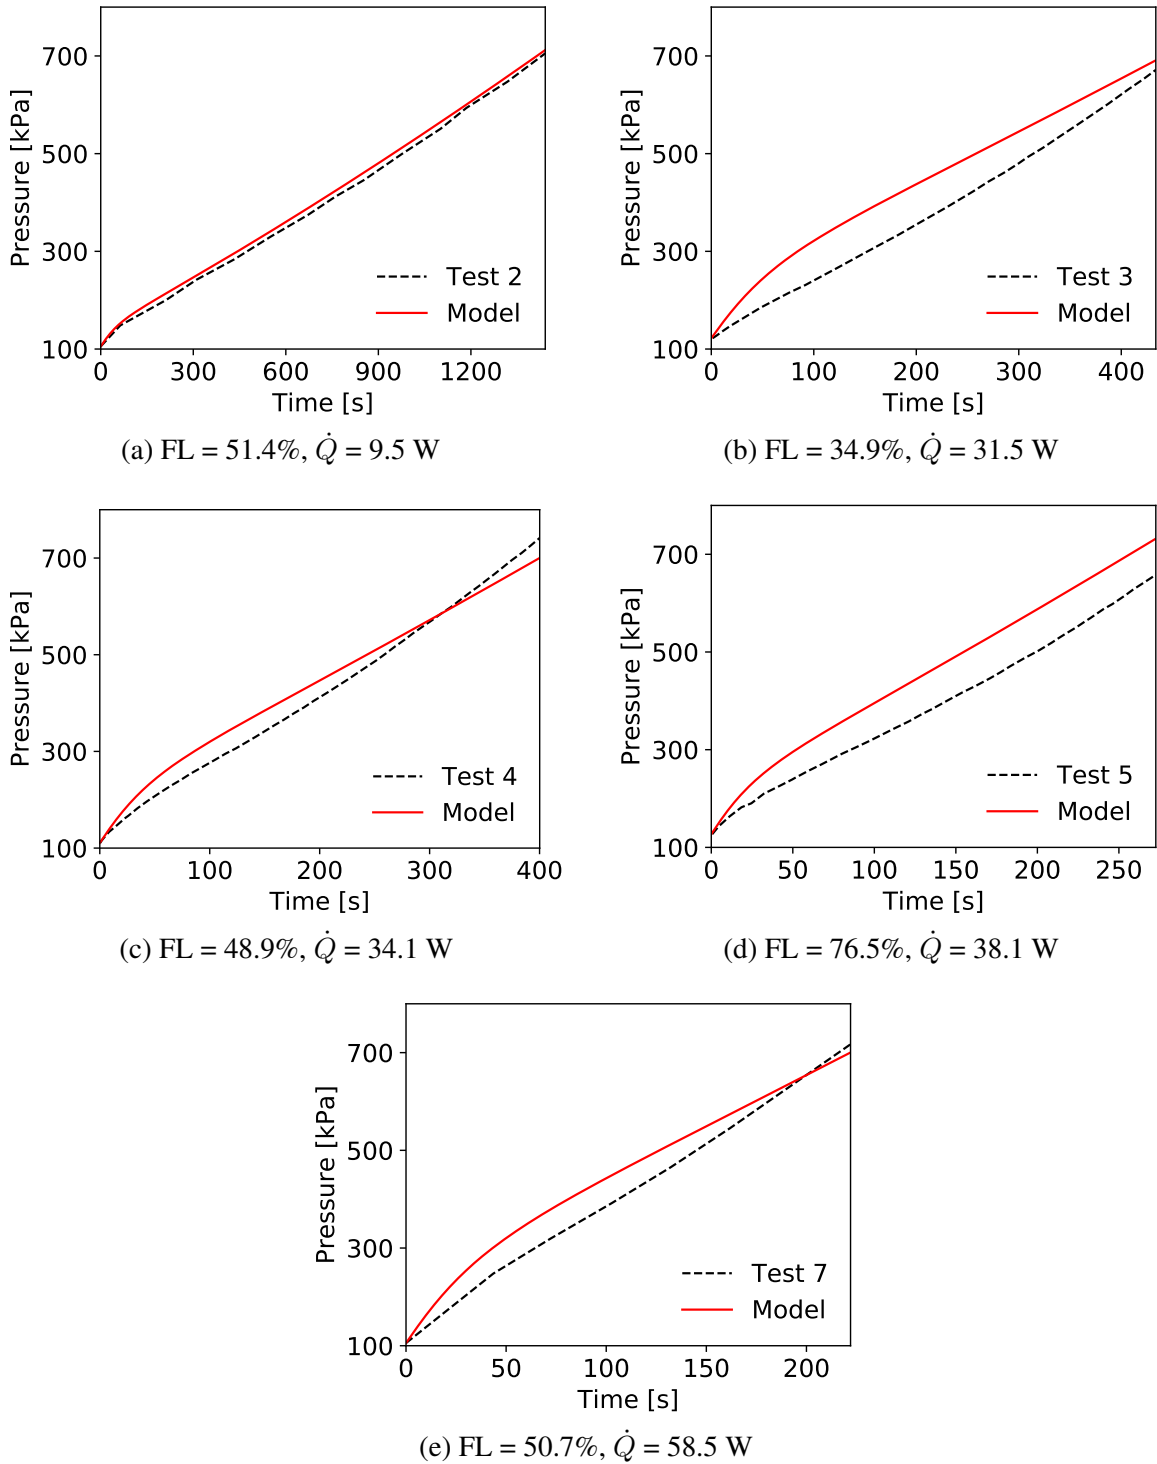 700
500
300
100
Pressure [kPa]
Test 2
Model
0 300 600 900 1200
Time [s]
(a) FL = 51.4%, Q̇ = 9.5 W
700
500
300
100
Pressure [kPa]
Test 3
Model
0 100 200 300 400
Time [s]
(b) FL = 34.9%, Q̇ = 31.5 W
700
500
300
100
Pressure [kPa]
Test 4
Model
0 100 200 300 400
Time [s]
(c) FL = 48.9%, Q̇ = 34.1 W
700
500
300
100
Pressure [kPa]
Test 5
Model
0 50 100 150 200 250
Time [s]
(d) FL = 76.5%, Q̇ = 38.1 W
700
500
300
100
Pressure [kPa]
Test 7
Model
0 50 100 150 200
Time [s]
(e) FL = 50.7%, Q̇ = 58.5 W